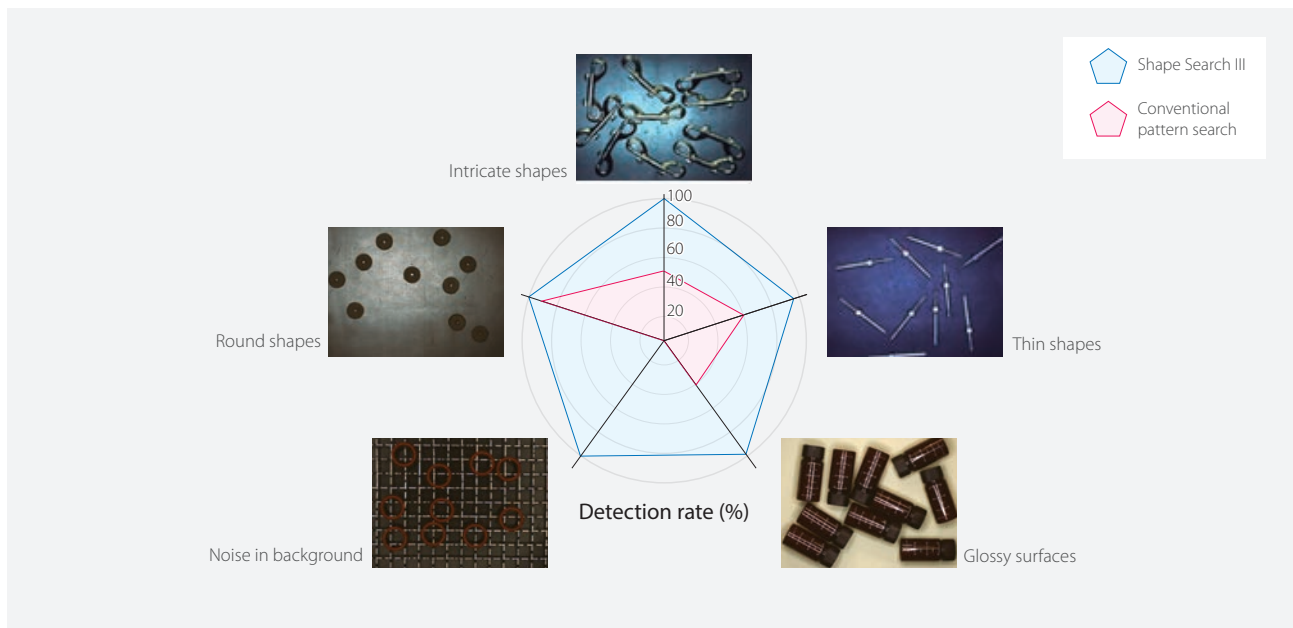 Shape Search III
Conventional
pattern search
Intricate shapes
100
80
60
40
20
Round shapes
Thin shapes
Detection rate (%)
Noise in background
Glossy surfaces